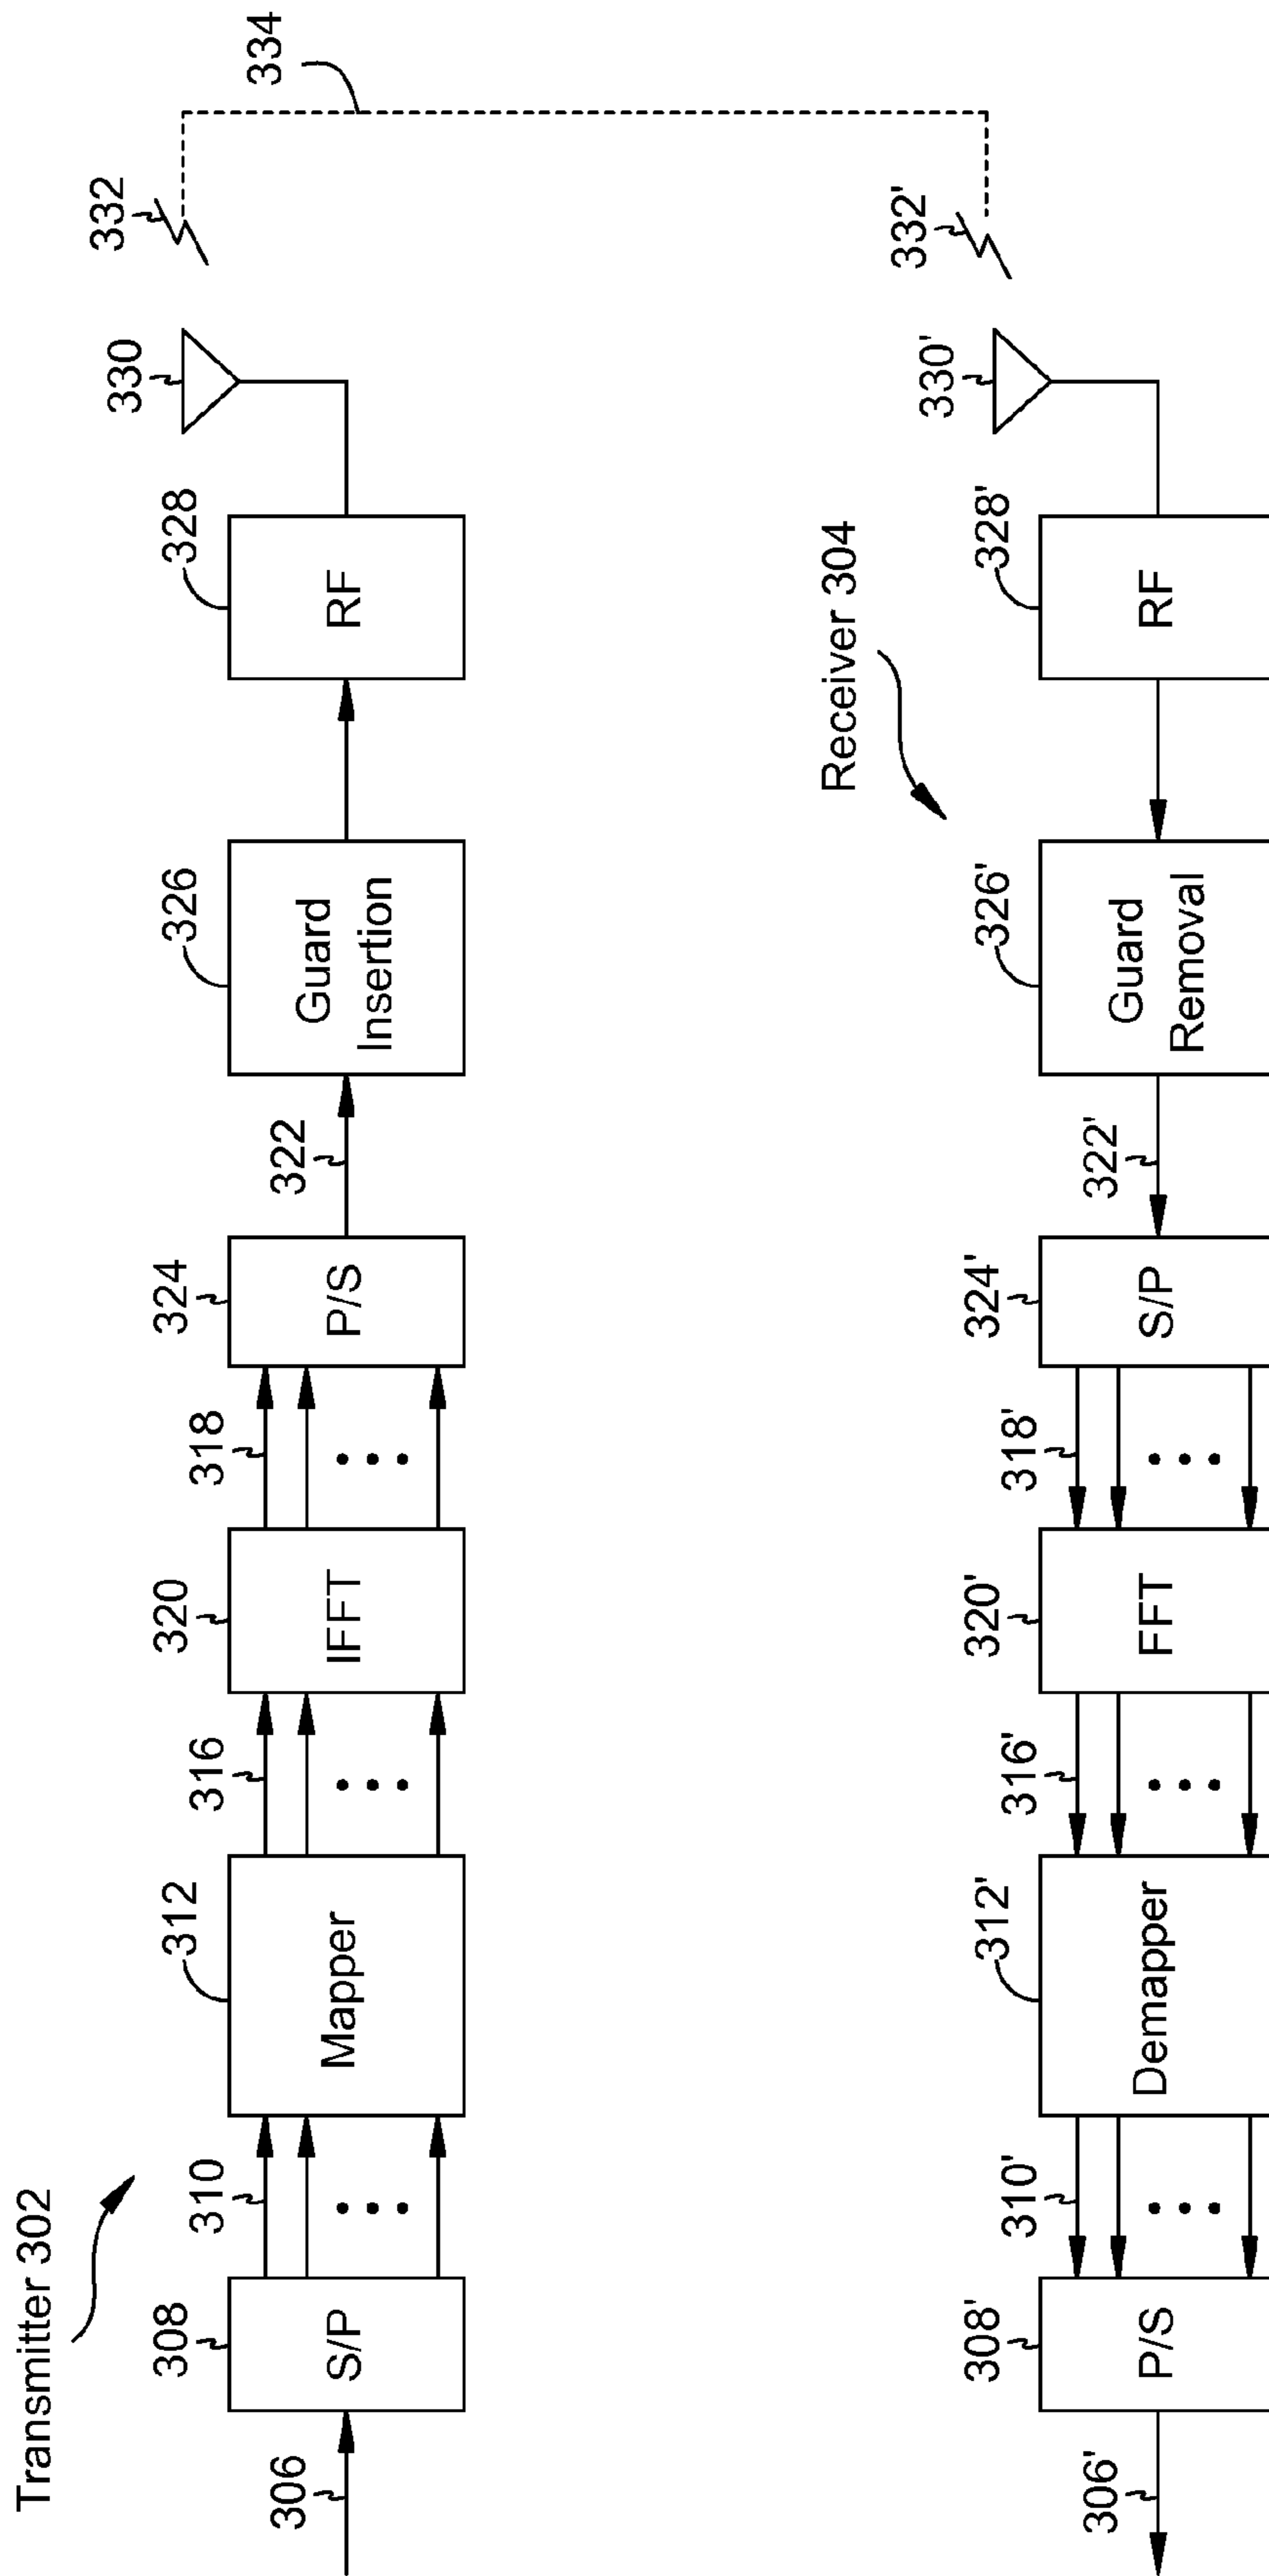 Transmitter 302
306
308
S/P
310
312
Mapper
316
320
IFFT
318
324
P/S
322
326
Guard
Insertion
328
RF
330
332
334
Receiver 304
306'
308'
P/S
310'
312'
Demapper
316'
320'
FFT
318'
324'
S/P
322'
326'
Guard
Removal
328'
RF
330'
332'